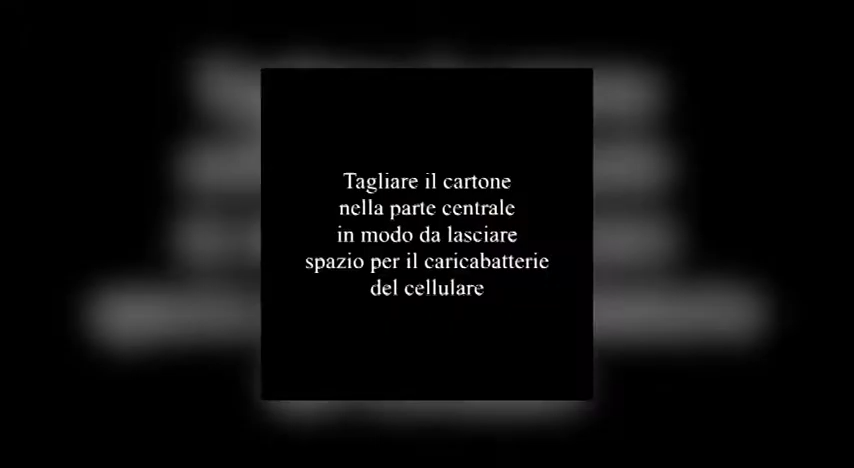 Tagliare il cartone
nella parte centrale
in modo da lasciare
spazio per il caricabatterie
del cellulare